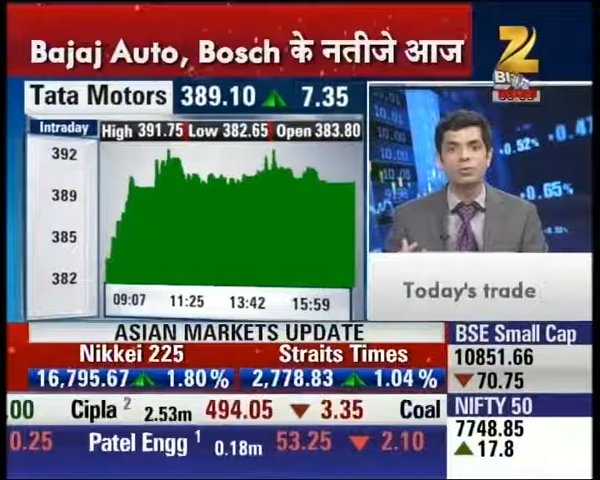 Bajaj Auto, Bosch के नतीजे आज
Z
Tata Motors 389.10 7.35
Intraday High 391.75 Low 382.65 Open 383.80
392
389
385
382
09:07 11:25 13:42 15:59
+0.52%
+0.65%
Today's trade
ASIAN MARKETS UPDATE
Nikkei 225 Straits Times
16,795.67 1.80% 2,778.83 1.04%
BSE Small Cap
10851.66
70.75
NIFTY 50
7748.85
17.8
.00 Cipla 2 2.53m 494.05 3.35 Coal
0.25 Patel Engg 1 0.18m 53.25 2.10